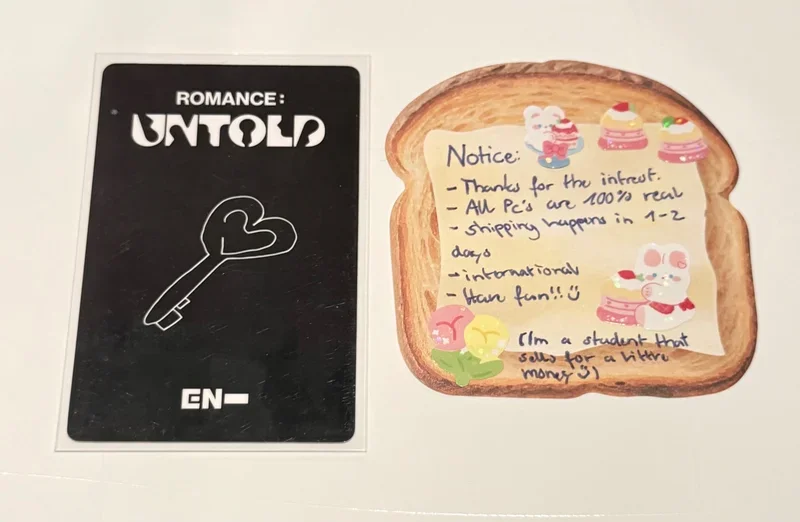 ROMANCE:
UNTOLD
EN-
Notice:
- Thanks for the intrest.
- All Pc's are 100% real
- shipping happens in 1-2
days
- international
- Have fun!! :)
(I'm a student that
sells for a little
money :))